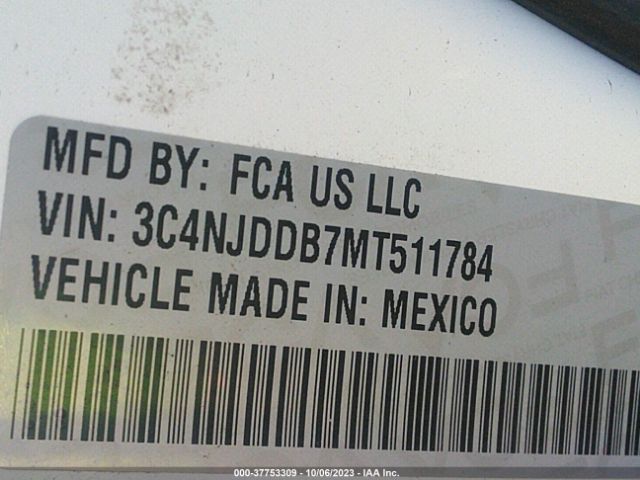 MFD BY: FCA US LLC
VIN: 3C4NJDDB7MT511784
VEHICLE MADE IN: MEXICO
000-37753309 - 10/06/2023 - IAA Inc.